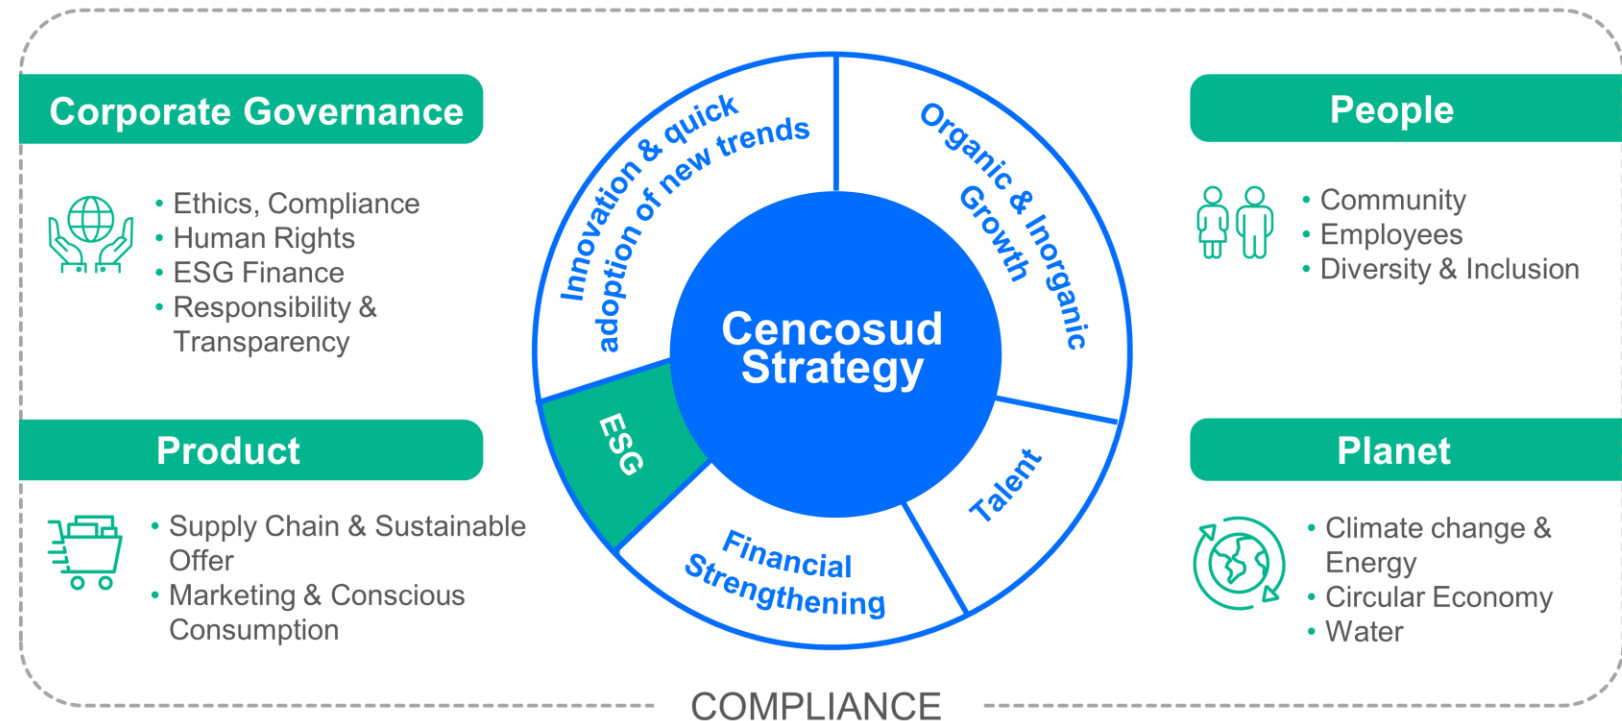 Corporate Governance
• Ethics, Compliance
• Human Rights
• ESG Finance
• Responsibility &
Transparency
Product
• Supply Chain & Sustainable
Offer
• Marketing & Conscious
Consumption
Innovation & quick
adoption of new trends
Organic & Inorganic
Growth
Cencosud
Strategy
ESG
Talent
Financial
Strengthening
People
• Community
• Employees
• Diversity & Inclusion
Planet
• Climate change &
Energy
• Circular Economy
• Water
COMPLIANCE